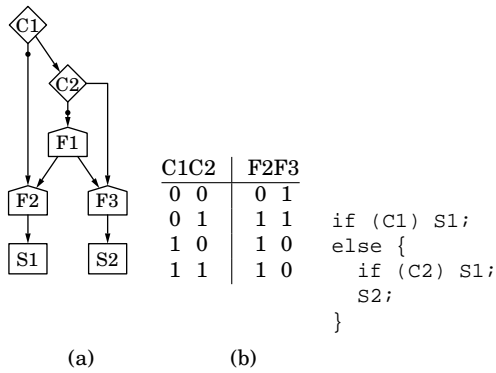 C1
C2
F1
F2
F3
S1
S2
C1C2 F2F3
0 0 0 1
0 1 1 1
1 0 1 0
1 1 1 0
if (C1) S1;
else {
if (C2) S1;
S2;
}
(a)
(b)